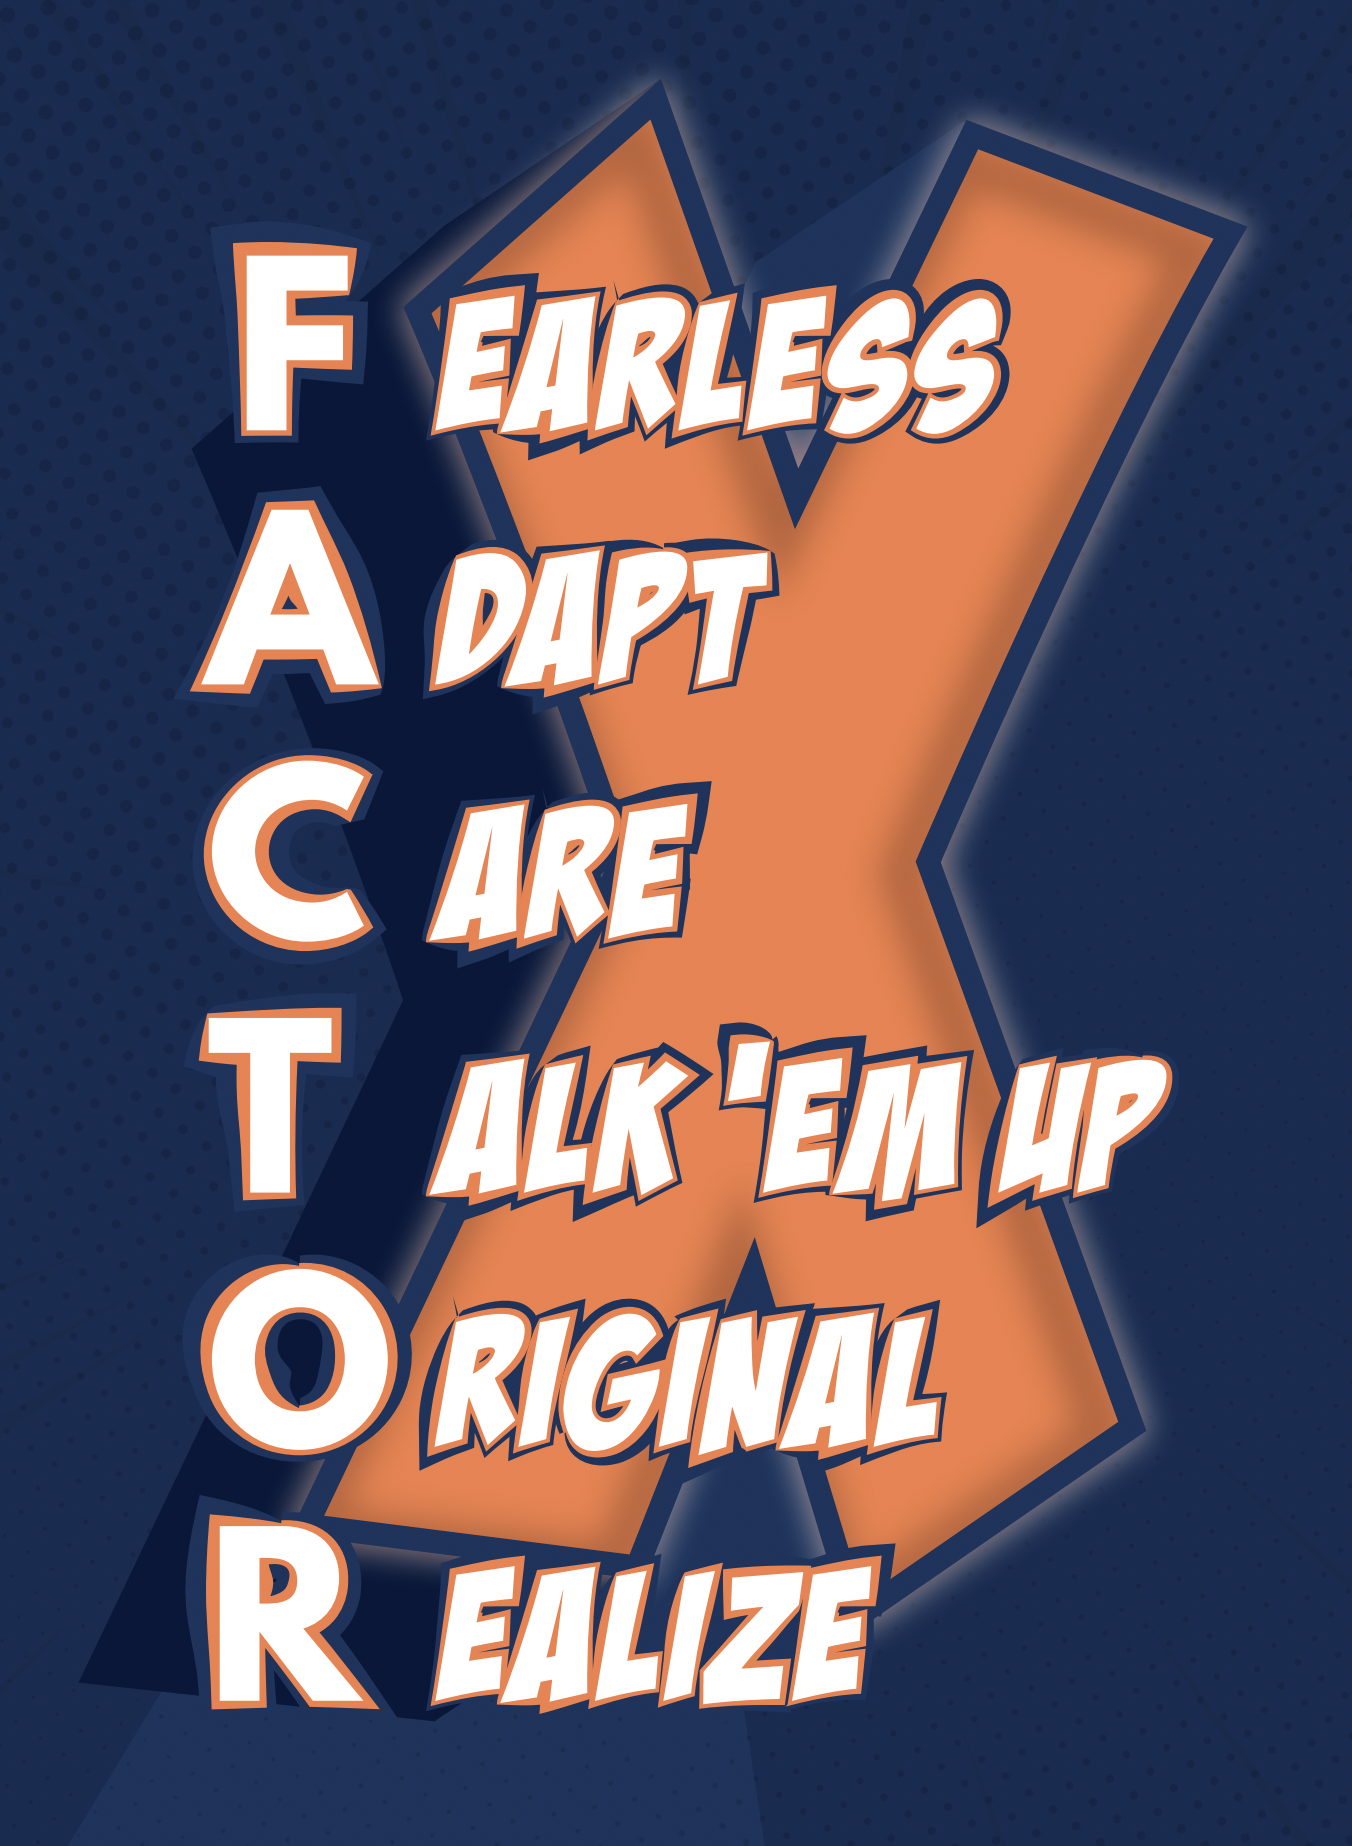 X
FEARLESS
ADAPT
CARE
TALK 'EM UP
ORIGINAL
REALIZE